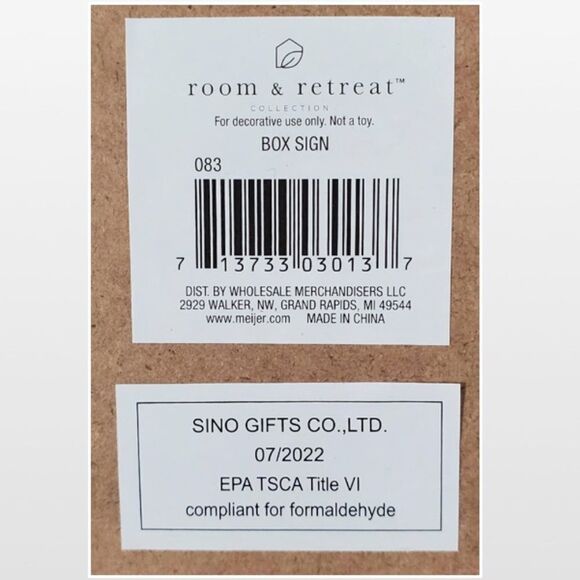 room & retreat™
COLLECTION
For decorative use only. Not a toy.
BOX SIGN
083
7 13733 03013 7
DIST. BY WHOLESALE MERCHANDISERS LLC
2929 WALKER, NW, GRAND RAPIDS, MI 49544
www.meijer.com MADE IN CHINA
SINO GIFTS CO.,LTD.
07/2022
EPA TSCA Title VI
compliant for formaldehyde